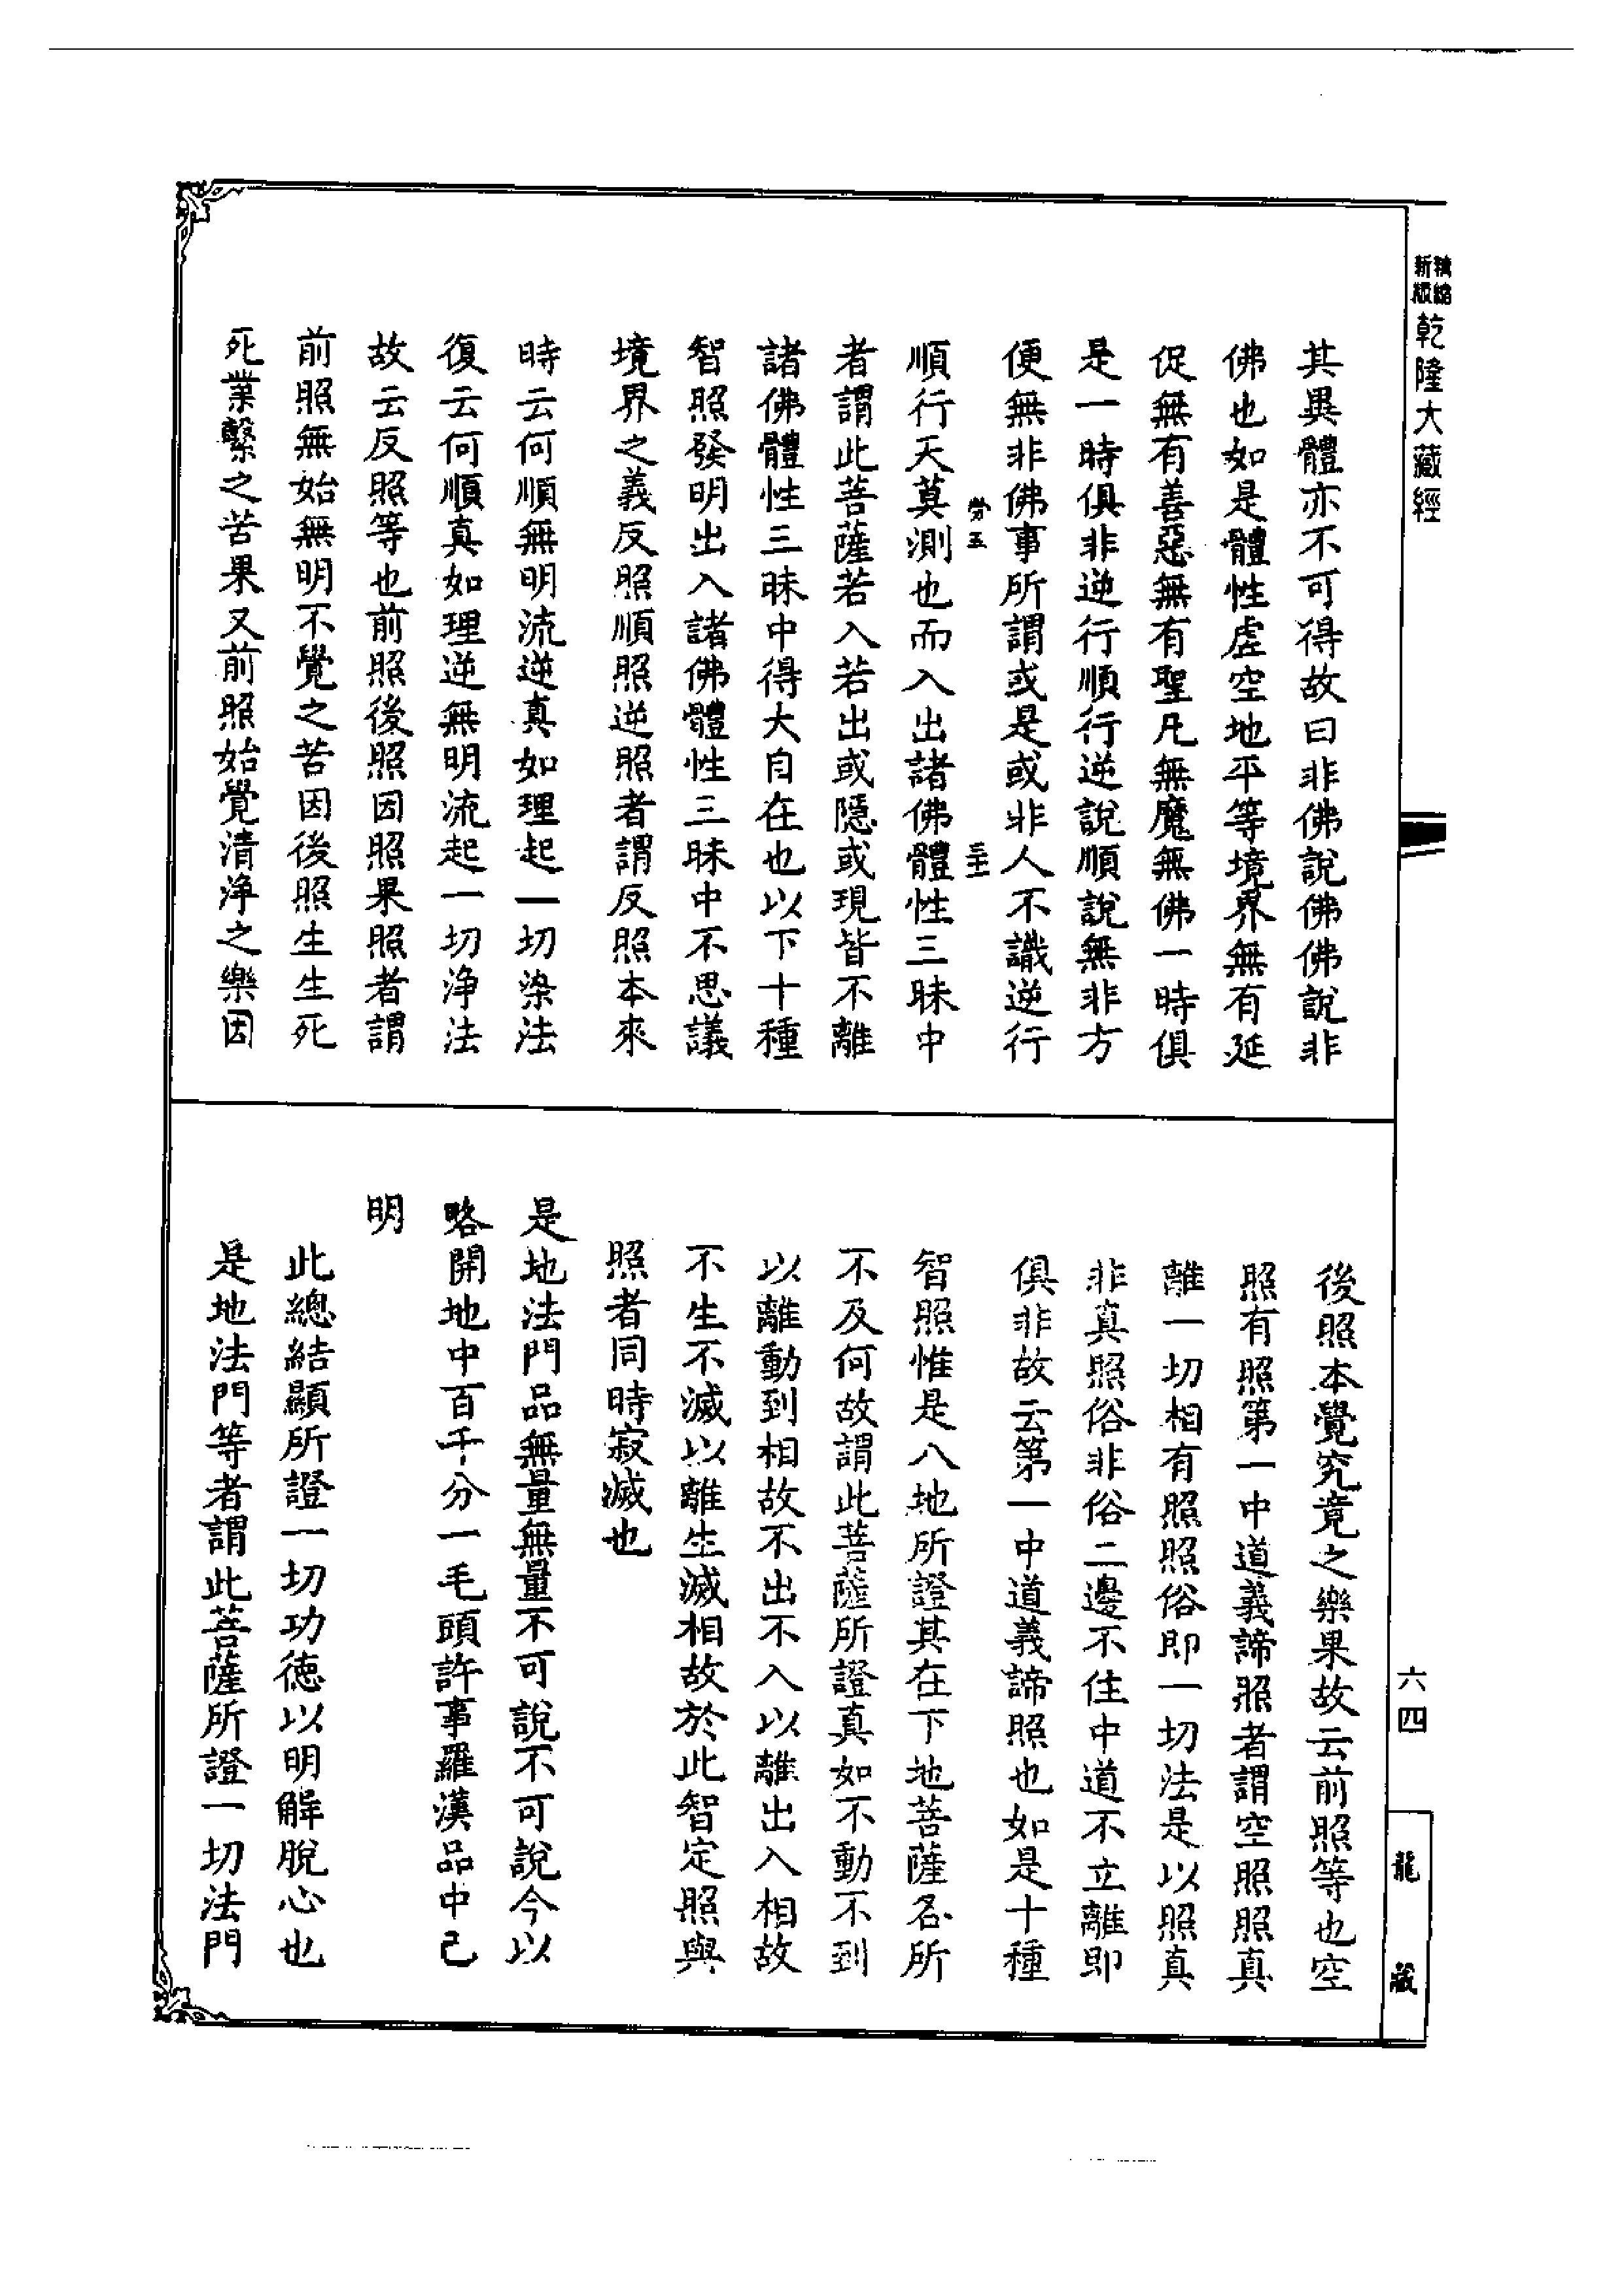 精縮新版乾隆大藏經
其異體亦不可得故曰非佛說佛佛說非
佛也如是體性虛空地平等境界無有延
促無有善惡無有聖凡無魔無佛一時俱
是一時俱非逆行順行逆說順說無非方
便無非佛事所謂或是或非人不識逆行
順行天莫測也而入出諸佛體性三昧中
者謂此菩薩若入若出或隱或現皆不離
諸佛體性三昧中得大自在也以下十種
智照發明出入諸佛體性三昧中不思議
境界之義反照順照逆照者謂反照本來
時云何順無明流逆真如理起一切染法
復云何順真如理逆無明流起一切淨法
故云反照等也前照後照因照果照者謂
前照無始無明不覺之苦因後照生生死
死業繫之苦果又前照始覺清淨之樂因
後照本覺究竟之樂果故云前照等也空
照有照第一中道義諦照者謂空照照真
離一切相有照照俗即一切法是以照真
非真照俗非俗二邊不住中道不立離即
俱非故云第一中道義諦照也如是十種
智照惟是八地所證其在下地菩薩名所
不及何故謂此菩薩所證真如不動不到
以離動到相故不出不入以離出入相故
不生不滅以離生滅相故於此智定照與
照者同時寂滅也
是地法門品無量無量不可說不可說今以
略開地中百千分一毛頭許事羅漢品中已
明
此總結顯所證一切功德以明解脫心也
是地法門等者謂此菩薩所證一切法門
六四
龍藏